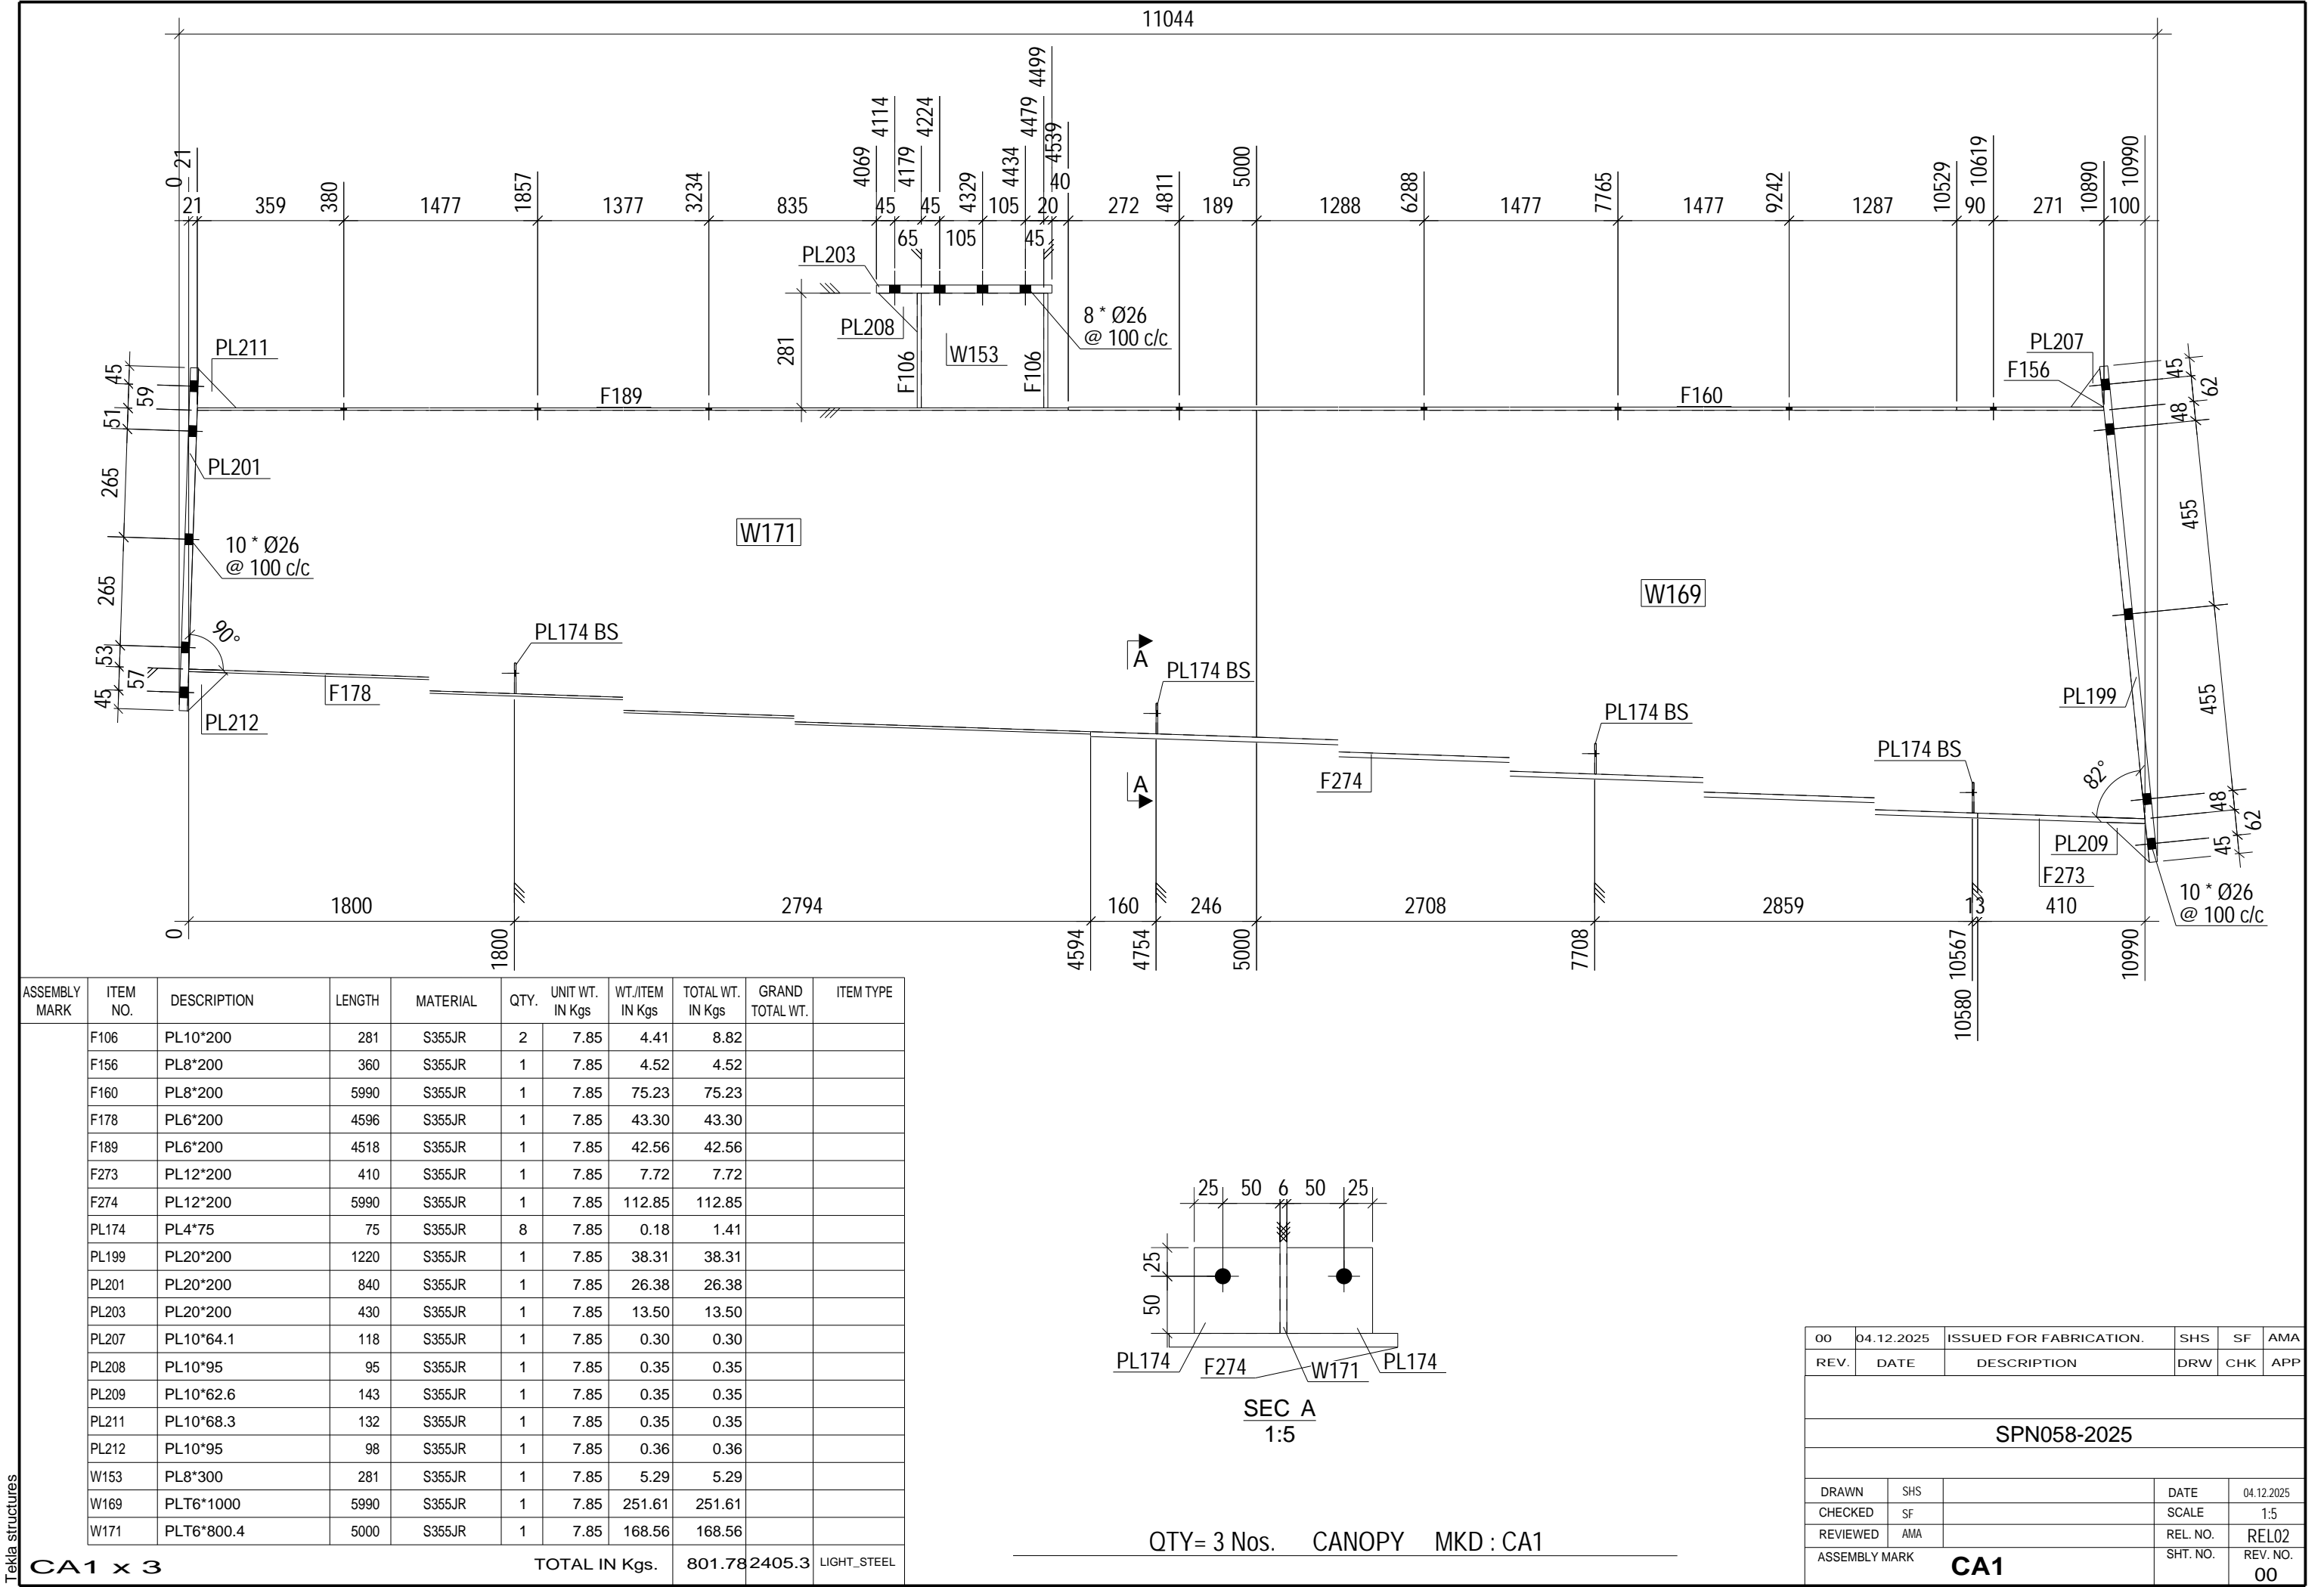 11044
0
21
380
1857
3234
4069
4114
4179
4224
4329
4434
4479
4499
4539
4811
5000
6288
7765
9242
10529
10619
10890
10990
21
359
1477
1377
835
45
45
105
20
40
272
189
1288
1477
1477
1287
90
271
100
65
105
45
PL203
PL208
281
F106
W153
F106
8 * Ø26
@ 100 c/c
PL211
F189
F160
PL207
F156
45
59
51
265
265
53
57
45
45
62
48
455
455
48
62
45
PL201
10 * Ø26
@ 100 c/c
W171
W169
90°
PL174 BS
A
PL174 BS
F178
PL212
PL174 BS
PL174 BS
PL199
82°
A
F274
PL209
F273
10 * Ø26
@ 100 c/c
1800
2794
160
246
2708
2859
13
410
0
1800
4594
4754
5000
7708
10567
10580
10990
ASSEMBLY MARK ITEM NO. DESCRIPTION LENGTH MATERIAL QTY. UNIT WT. IN Kgs WT./ITEM IN Kgs TOTAL WT. IN Kgs GRAND TOTAL WT. ITEM TYPE
F106 PL10*200 281 S355JR 2 7.85 4.41 8.82
F156 PL8*200 360 S355JR 1 7.85 4.52 4.52
F160 PL8*200 5990 S355JR 1 7.85 75.23 75.23
F178 PL6*200 4596 S355JR 1 7.85 43.30 43.30
F189 PL6*200 4518 S355JR 1 7.85 42.56 42.56
F273 PL12*200 410 S355JR 1 7.85 7.72 7.72
F274 PL12*200 5990 S355JR 1 7.85 112.85 112.85
PL174 PL4*75 75 S355JR 8 7.85 0.18 1.41
PL199 PL20*200 1220 S355JR 1 7.85 38.31 38.31
PL201 PL20*200 840 S355JR 1 7.85 26.38 26.38
PL203 PL20*200 430 S355JR 1 7.85 13.50 13.50
PL207 PL10*64.1 118 S355JR 1 7.85 0.30 0.30
PL208 PL10*95 95 S355JR 1 7.85 0.35 0.35
PL209 PL10*62.6 143 S355JR 1 7.85 0.35 0.35
PL211 PL10*68.3 132 S355JR 1 7.85 0.35 0.35
PL212 PL10*95 98 S355JR 1 7.85 0.36 0.36
W153 PL8*300 281 S355JR 1 7.85 5.29 5.29
W169 PLT6*1000 5990 S355JR 1 7.85 251.61 251.61
W171 PLT6*800.4 5000 S355JR 1 7.85 168.56 168.56
CA1 x 3 TOTAL IN Kgs. 801.78 2405.3 LIGHT_STEEL
Tekla structures
25 50 6 50 25
25
50
PL174
F274
W171
PL174
SEC A
1:5
QTY= 3 Nos. CANOPY MKD : CA1
00 04.12.2025 ISSUED FOR FABRICATION. SHS SF AMA
REV. DATE DESCRIPTION DRW CHK APP
SPN058-2025
DRAWN SHS DATE 04.12.2025
CHECKED SF SCALE 1:5
REVIEWED AMA REL. NO. REL02
ASSEMBLY MARK CA1 SHT. NO. REV. NO.
00